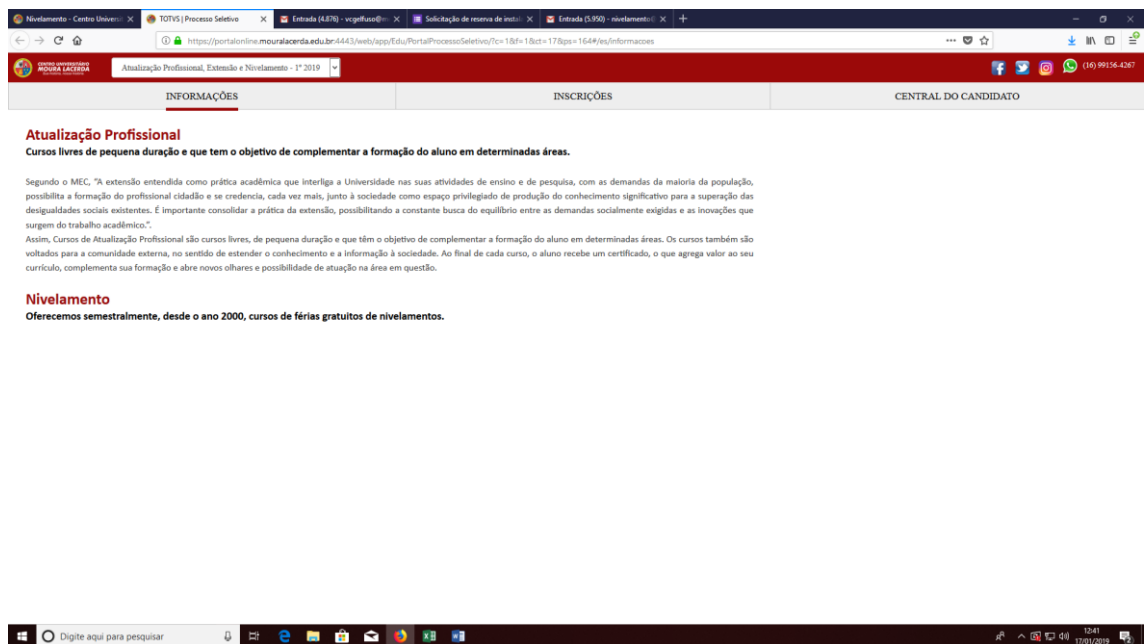 Nivelamento - Centro Universit
TOTVS | Processo Seletivo
Entrada (4.876) - vcgelfuso@
Solicitação de reserva de instal
Entrada (5.950) - nivelamento@
https://portalonline.mouralacerda.edu.br:4443/web/app/Edu/PortalProcessoSeletivo/?c=1&f=1&ct=17&ps=164#/es/informacoes
CENTRO UNIVERSITÁRIO
MOURA LACERDA
Atualização Profissional, Extensão e Nivelamento - 1º 2019
(16) 99156-4267
INFORMAÇÕES
INSCRIÇÕES
CENTRAL DO CANDIDATO
Atualização Profissional
Cursos livres de pequena duração e que tem o objetivo de complementar a formação do aluno em determinadas áreas.
Segundo o MEC, "A extensão entendida como prática acadêmica que interliga a Universidade nas suas atividades de ensino e de pesquisa, com as demandas da maioria da população,
possibilita a formação do profissional cidadão e se credencia, cada vez mais, junto à sociedade como espaço privilegiado de produção do conhecimento significativo para a superação das
desigualdades sociais existentes. É importante consolidar a prática da extensão, possibilitando a constante busca do equilíbrio entre as demandas socialmente exigidas e as inovações que
surgem do trabalho acadêmico.".
Assim, Cursos de Atualização Profissional são cursos livres, de pequena duração e que têm o objetivo de complementar a formação do aluno em determinadas áreas. Os cursos também são
voltados para a comunidade externa, no sentido de estender o conhecimento e a informação à sociedade. Ao final de cada curso, o aluno recebe um certificado, o que agrega valor ao seu
currículo, complementa sua formação e abre novos olhares e possibilidade de atuação na área em questão.
Nivelamento
Oferecemos semestralmente, desde o ano 2000, cursos de férias gratuitos de nivelamentos.
Digite aqui para pesquisar
12:41
17/01/2019